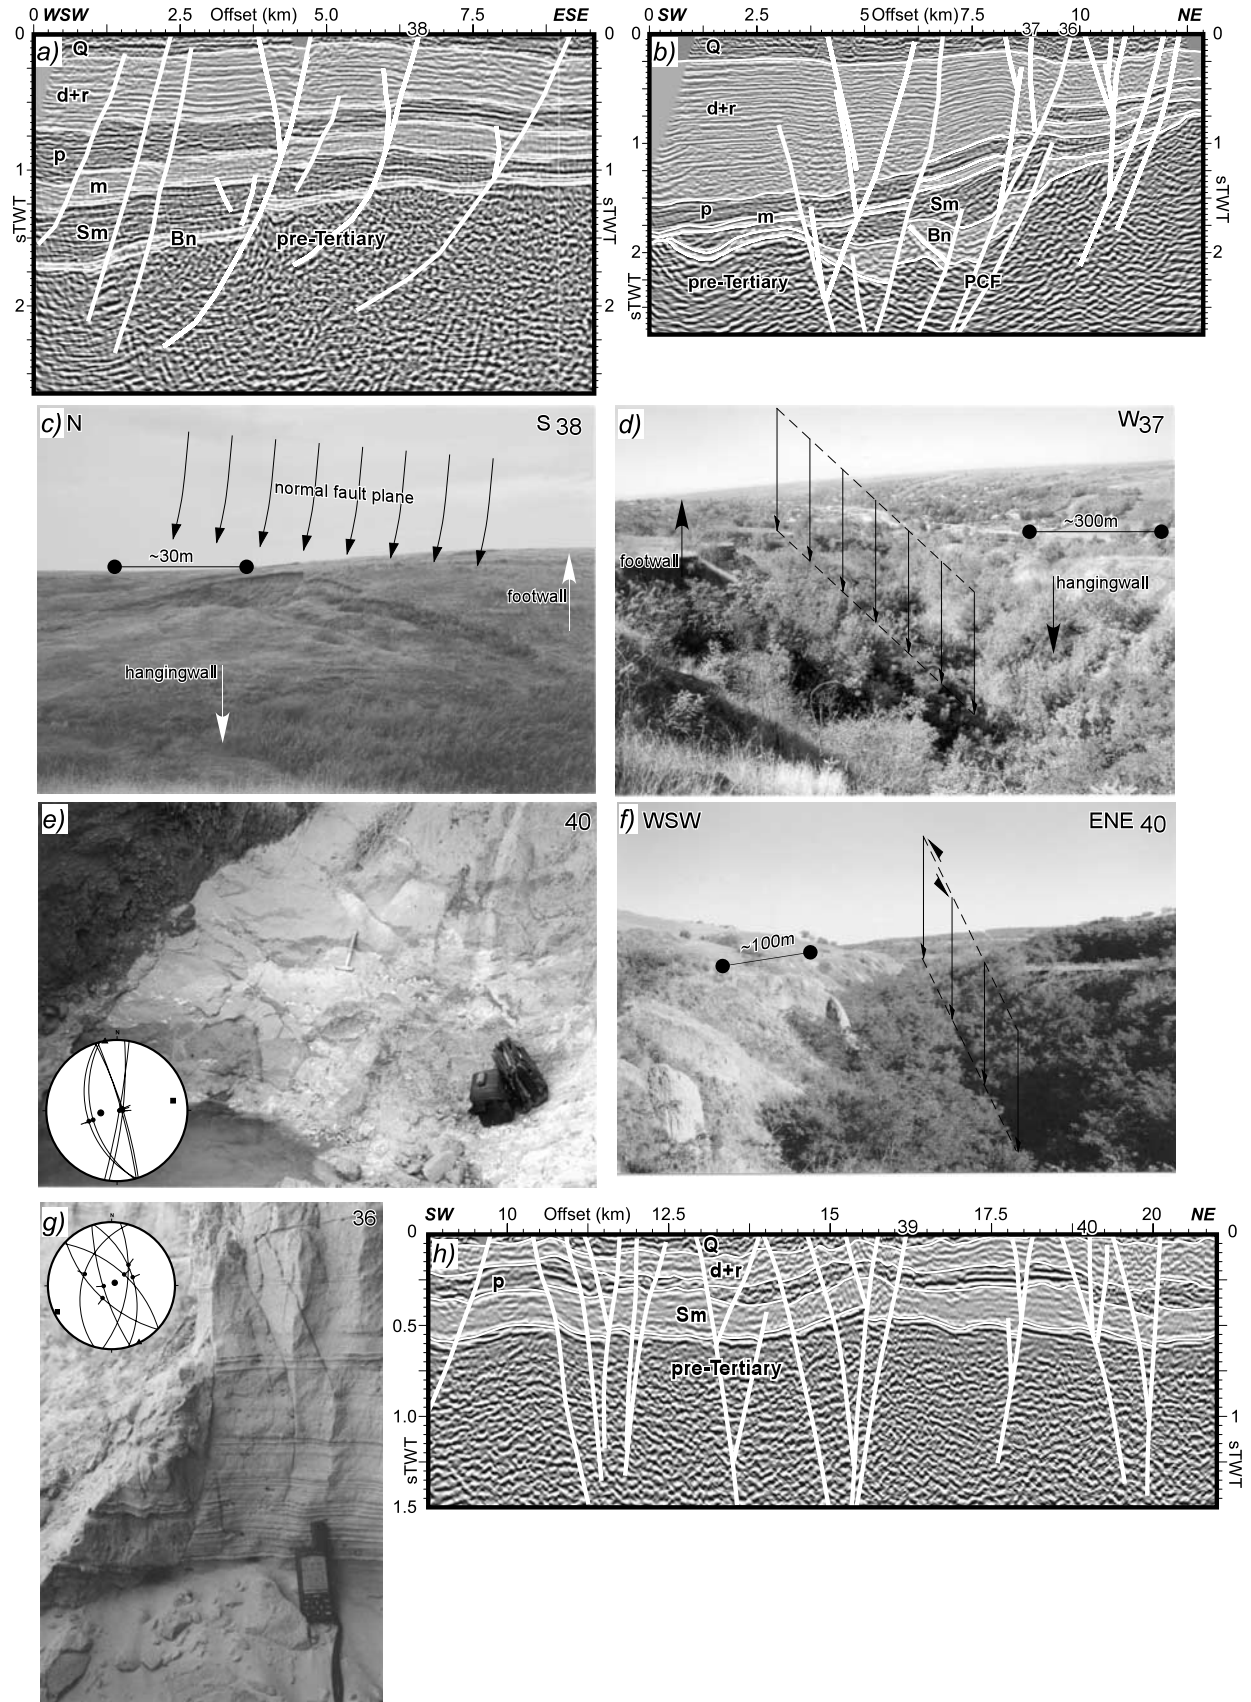 0 WSW 2.5 Offset (km) 5.0 7.5 ESE
38
a)
0 0
Q
d+r
p
1 1
m
Sm
Bn
pre-Tertiary
sTWT sTWT
2 2
0 SW 2.5 5 Offset (km) 7.5 10 NE
37 36
b)
0 0
Q
d+r
1 1
p
m
Sm
Bn
2 2
pre-Tertiary
PCF
sTWT sTWT
c) N S 38
normal fault plane
~30m
footwall
hangingwall
d) W 37
~300m
footwall
hangingwall
e) 40
N
f) WSW ENE 40
~100m
g) 36
N
SW 10 Offset (km) 12.5 15 17.5 20 NE
39 40
h)
0 0
Q
d+r
p
Sm
0.5
pre-Tertiary
1.0 1
sTWT sTWT
1.5